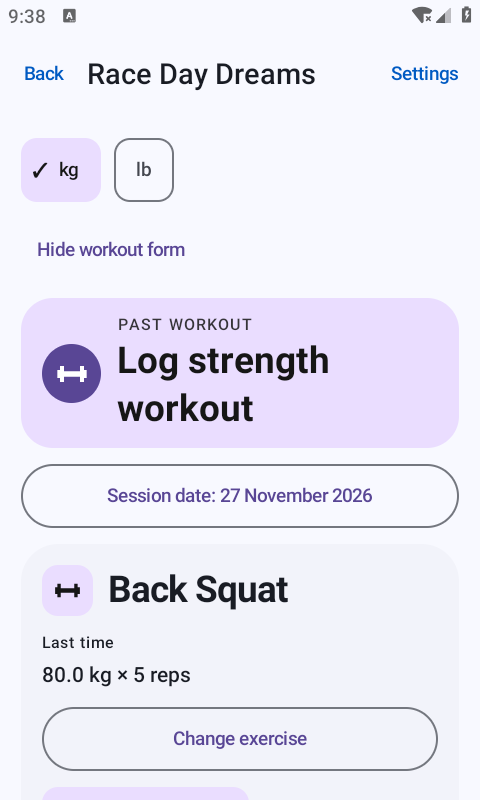 9:38
Back
Race Day Dreams
Settings
✓ kg
lb
Hide workout form
PAST WORKOUT
Log strength
workout
Session date: 27 November 2026
Back Squat
Last time
80.0 kg × 5 reps
Change exercise